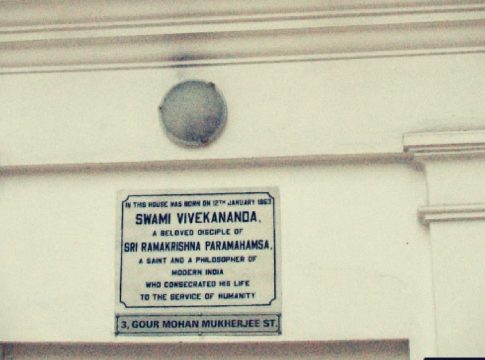 IN THIS HOUSE WAS BORN ON 12TH JANUARY 1863
SWAMI VIVEKANANDA,
A BELOVED DISCIPLE OF
SRI RAMAKRISHNA PARAMAHAMSA,
A SAINT AND A PHILOSOPHER OF
MODERN INDIA
WHO CONSECRATED HIS LIFE
TO THE SERVICE OF HUMANITY
3, GOUR MOHAN MUKHERJEE ST.